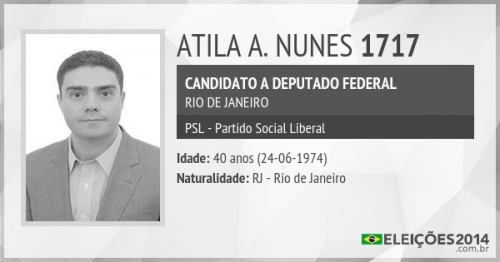 ATILA A. NUNES 1717
CANDIDATO A DEPUTADO FEDERAL
RIO DE JANEIRO
PSL - Partido Social Liberal
Idade: 40 anos (24-06-1974)
Naturalidade: RJ - Rio de Janeiro
ELEIÇÕES2014
.com.br